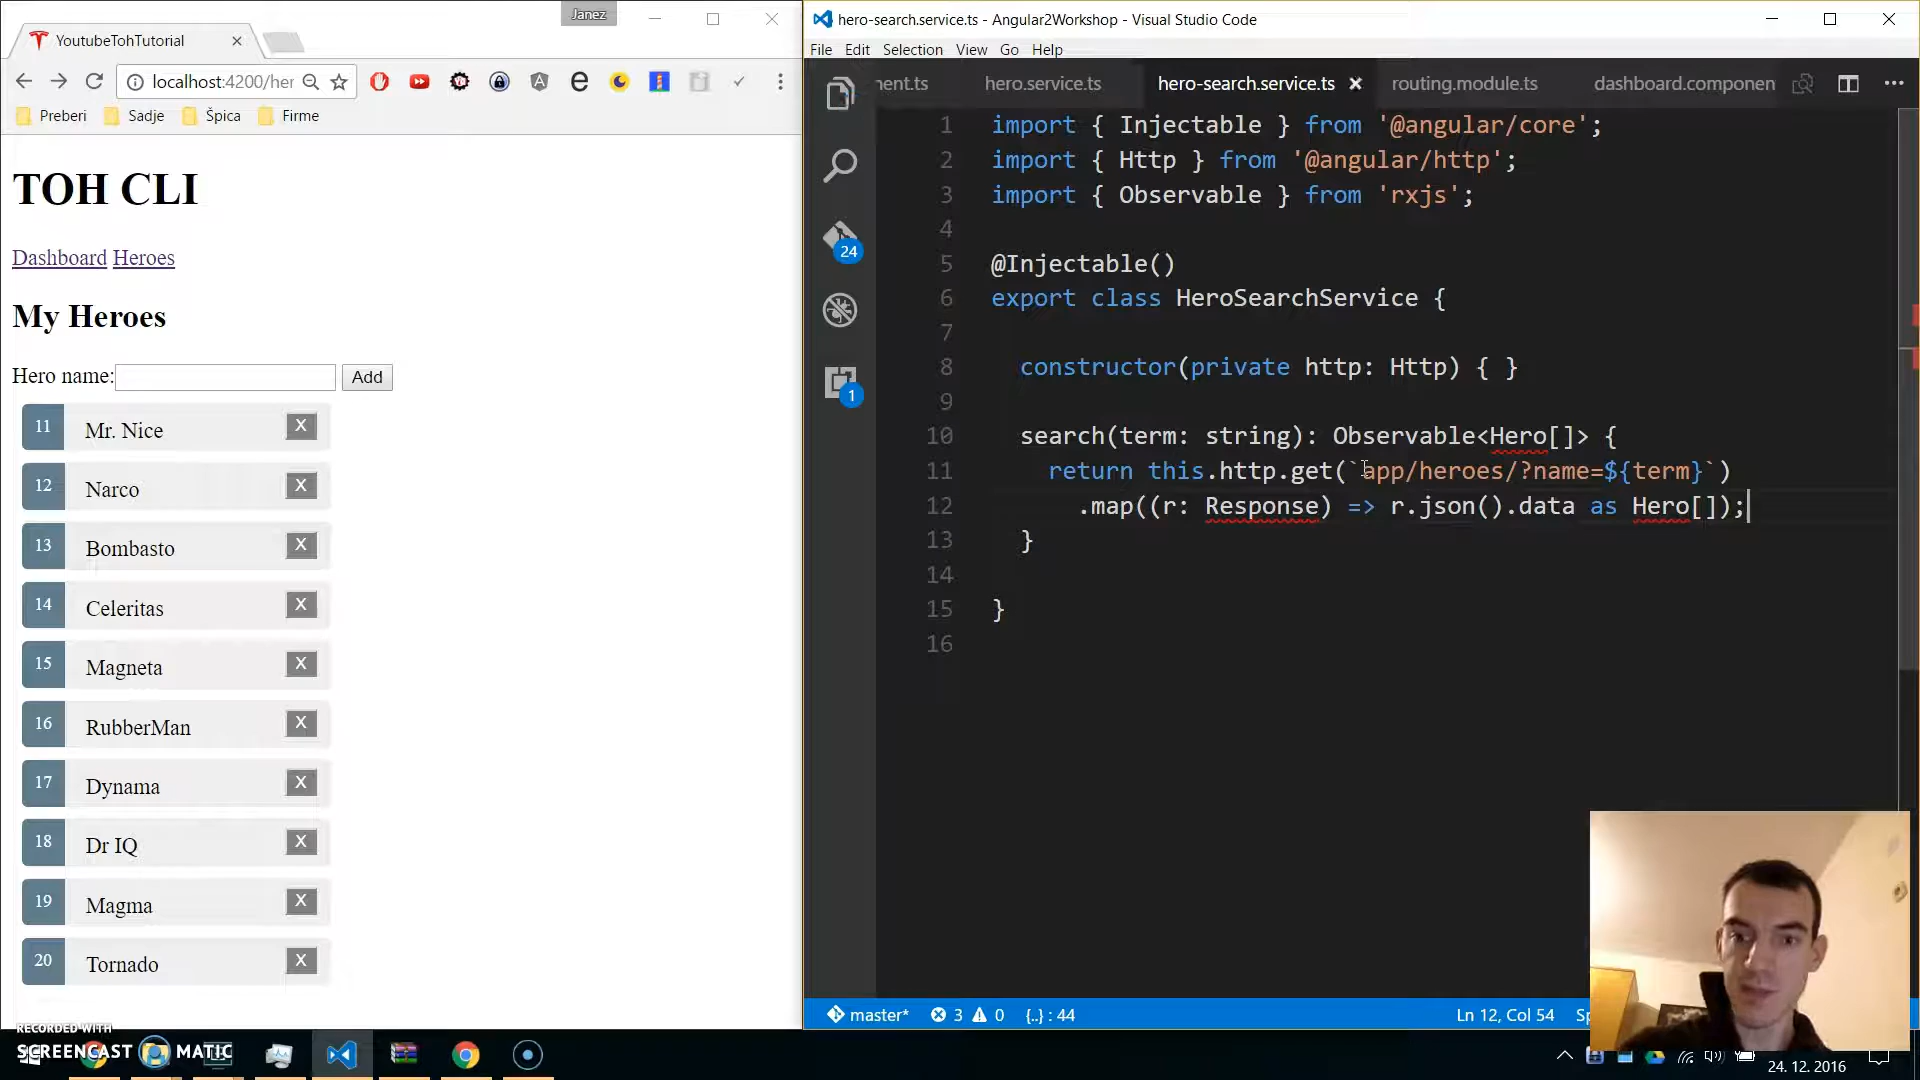 Janez
YoutubeTohTutorial
localhost:4200/her
Preberi
Sadje
Špica
Firme
TOH CLI
Dashboard Heroes
My Heroes
Hero name:
Add
11 Mr. Nice X
12 Narco X
13 Bombasto X
14 Celeritas X
15 Magneta X
16 RubberMan X
17 Dynama X
18 Dr IQ X
19 Magma X
20 Tornado X
hero-search.service.ts - Angular2Workshop - Visual Studio Code
File Edit Selection View Go Help
nent.ts hero.service.ts hero-search.service.ts routing.module.ts dashboard.componen
24
1
1 import { Injectable } from '@angular/core';
2 import { Http } from '@angular/http';
3 import { Observable } from 'rxjs';
4
5 @Injectable()
6 export class HeroSearchService {
7
8 constructor(private http: Http) { }
9
10 search(term: string): Observable<Hero[]> {
11 return this.http.get(`app/heroes/?name=${term}`)
12 .map((r: Response) => r.json().data as Hero[]);
13 }
14
15 }
16
master* 3 0 {..} : 44 Ln 12, Col 54 Sp
RECORDED WITH
SCREENCAST MATIC
24. 12. 2016